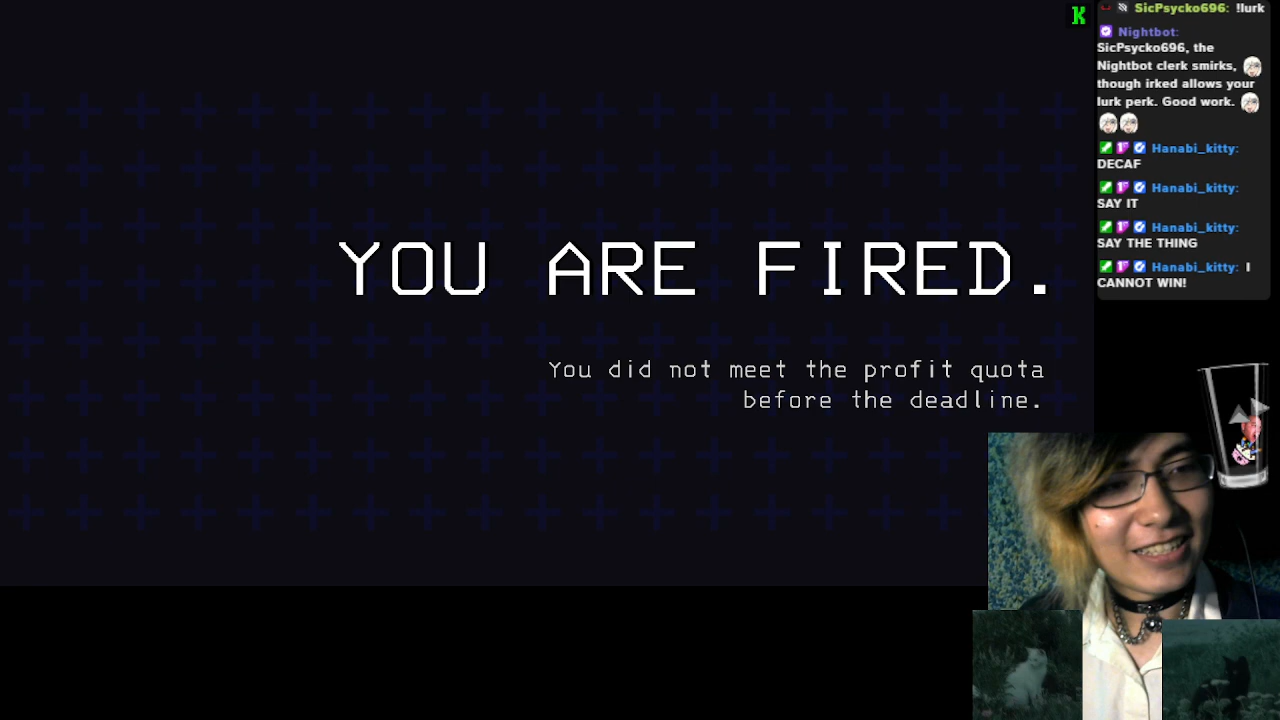 K
YOU ARE FIRED.
You did not meet the profit quota
before the deadline.
SicPsycko696: !lurk
Nightbot:
SicPsycko696, the
Nightbot clerk smirks,
though irked allows your
lurk perk. Good work.
Hanabi_kitty:
DECAF
Hanabi_kitty:
SAY IT
Hanabi_kitty:
SAY THE THING
Hanabi_kitty: I
CANNOT WIN!